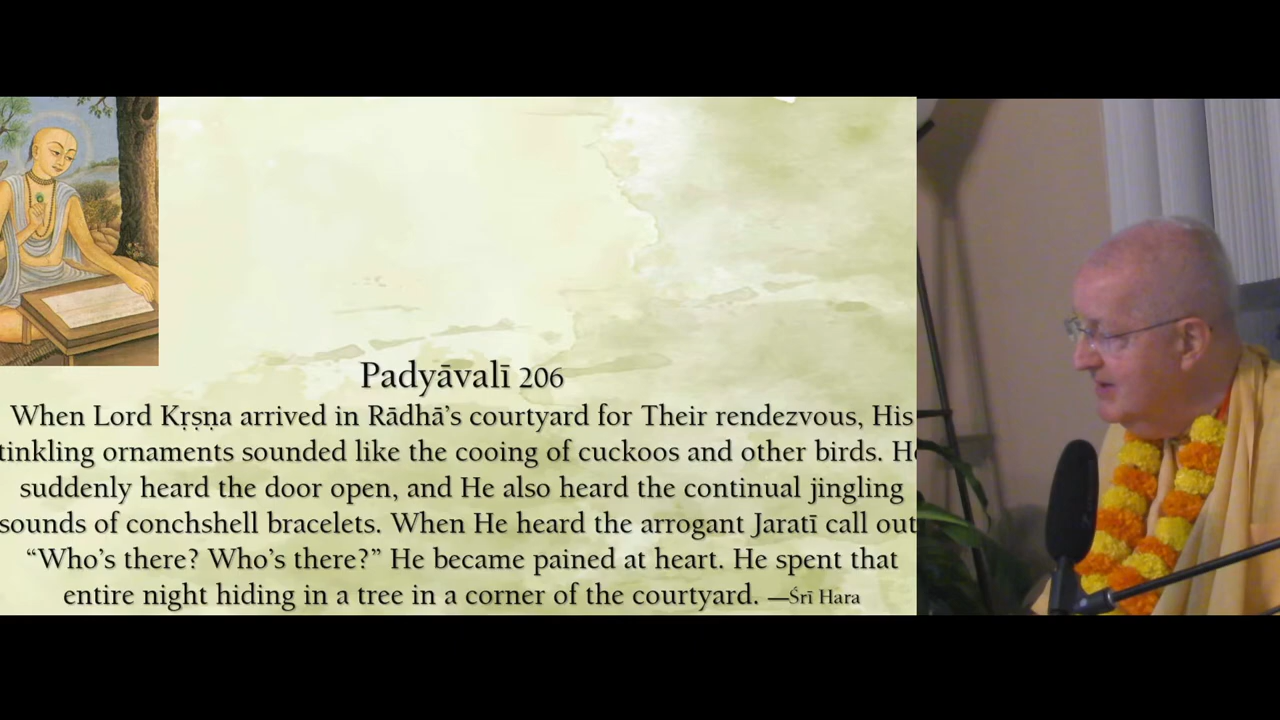 Padyāvalī 206
When Lord Kṛṣṇa arrived in Rādhā’s courtyard for Their rendezvous, His
tinkling ornaments sounded like the cooing of cuckoos and other birds. He
suddenly heard the door open, and He also heard the continual jingling
sounds of conchshell bracelets. When He heard the arrogant Jaratī call out,
“Who’s there? Who’s there?” He became pained at heart. He spent that
entire night hiding in a tree in a corner of the courtyard. —Śrī Hara